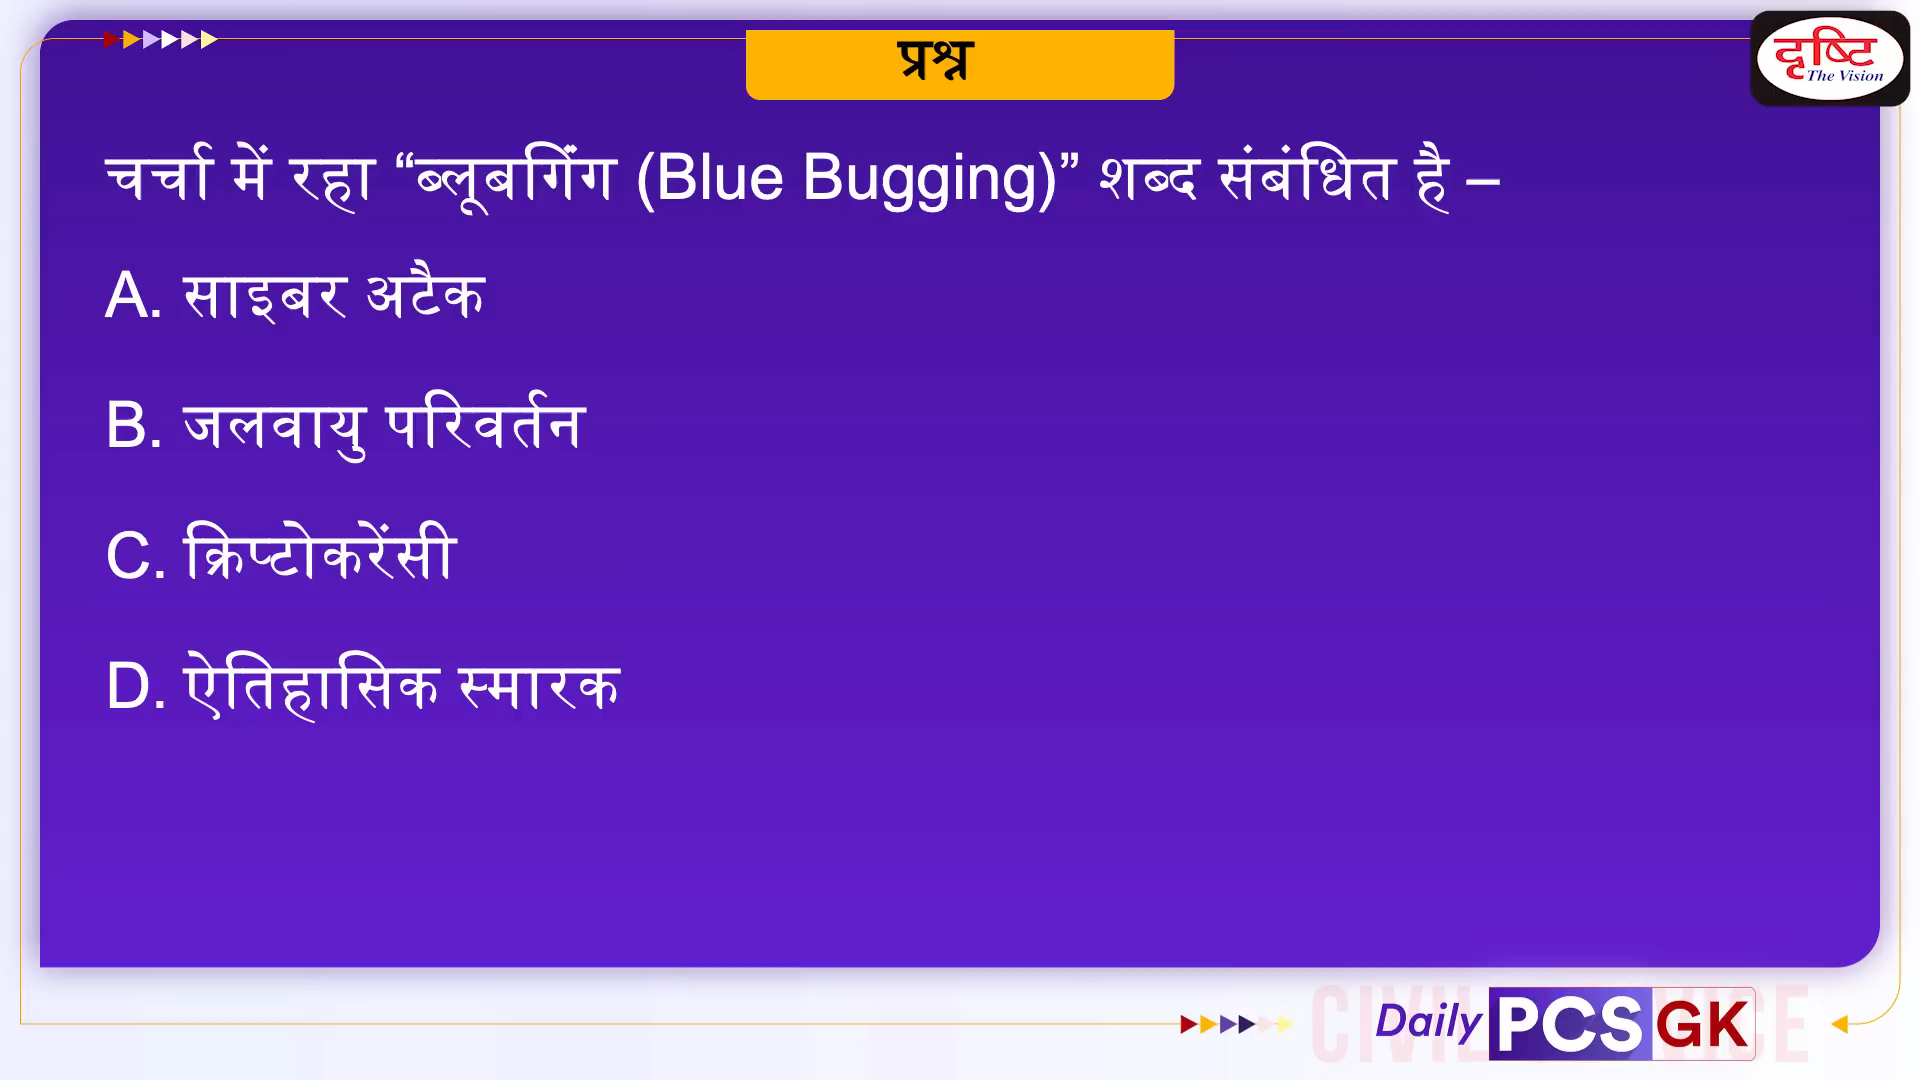 प्रश्न
दृष्टि
The Vision
चर्चा में रहा “ब्लूबगिंग (Blue Bugging)” शब्द संबंधित है –
A. साइबर अटैक
B. जलवायु परिवर्तन
C. क्रिप्टोकरेंसी
D. ऐतिहासिक स्मारक
Daily PCS GK